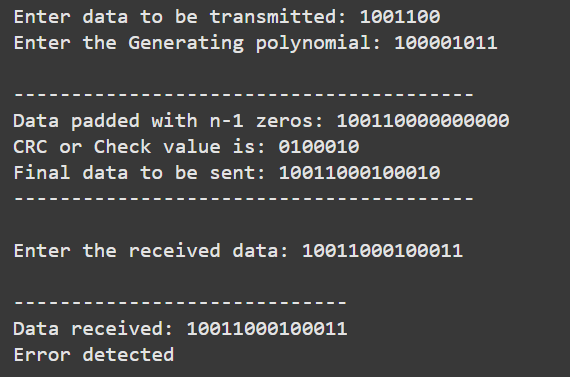 Enter data to be transmitted: 1001100
Enter the Generating polynomial: 100001011
----------------------------------------
Data padded with n-1 zeros: 100110000000000
CRC or Check value is: 0100010
Final data to be sent: 10011000100010
----------------------------------------
Enter the received data: 10011000100011
-----------------------------
Data received: 10011000100011
Error detected